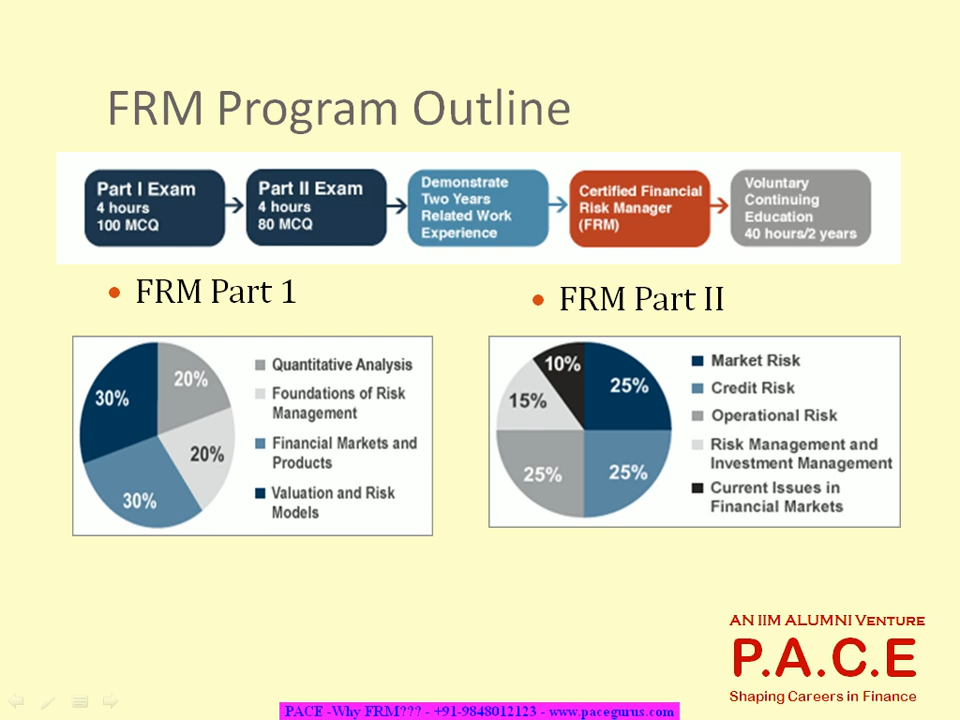 FRM Program Outline
Part I Exam
4 hours
100 MCQ
Part II Exam
4 hours
80 MCQ
Demonstrate
Two Years
Related Work
Experience
Certified Financial
Risk Manager
(FRM)
Voluntary
Continuing
Education
40 hours/2 years
• FRM Part 1
30%
20%
20%
30%
Quantitative Analysis
Foundations of Risk
Management
Financial Markets and
Products
Valuation and Risk
Models
• FRM Part II
10%
25%
15%
25%
25%
Market Risk
Credit Risk
Operational Risk
Risk Management and
Investment Management
Current Issues in
Financial Markets
AN IIM ALUMNI VENTURE
P.A.C.E
Shaping Careers in Finance
PACE -Why FRM??? - +91-9848012123 - www.pacegurus.com